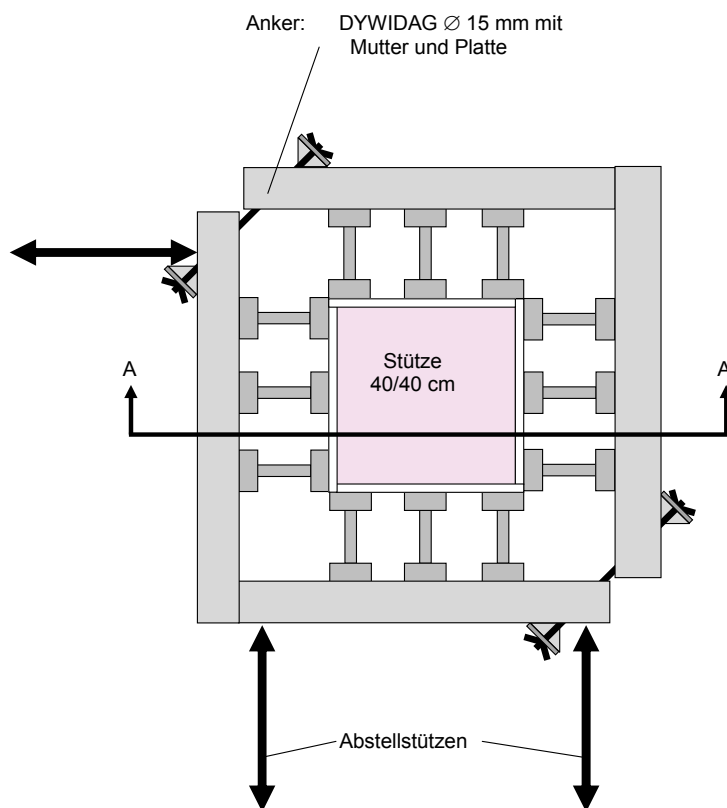 Anker: DYWIDAG ∅ 15 mm mit
Mutter und Platte
Stütze
40/40 cm
A
A
Abstellstützen